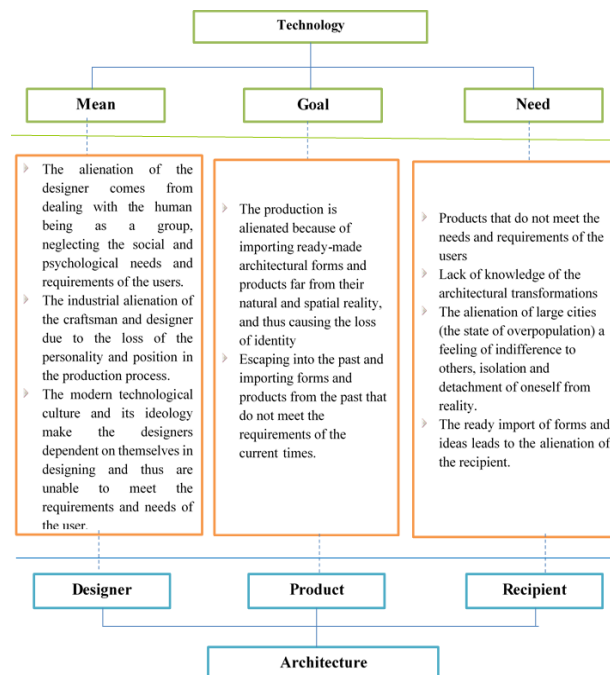 Technology
Mean
Goal
Need
The alienation of the
designer comes from
dealing with the human
being as a group,
neglecting the social and
psychological needs and
requirements of the users.
The industrial alienation of
the craftsman and designer
due to the loss of the
personality and position in
the production process.
The modern technological
culture and its ideology
make the designers
dependent on themselves in
designing and thus are
unable to meet the
requirements and needs of
the user.
The production is
alienated because of
importing ready-made
architectural forms and
products far from their
natural and spatial reality,
and thus causing the loss
of identity
Escaping into the past and
importing forms and
products from the past that
do not meet the
requirements of the
current times.
Products that do not meet the
needs and requirements of the
users
Lack of knowledge of the
architectural transformations
The alienation of large cities
(the state of overpopulation) a
feeling of indifference to
others, isolation and
detachment of oneself from
reality.
The ready import of forms and
ideas leads to the alienation of
the recipient.
Designer
Product
Recipient
Architecture